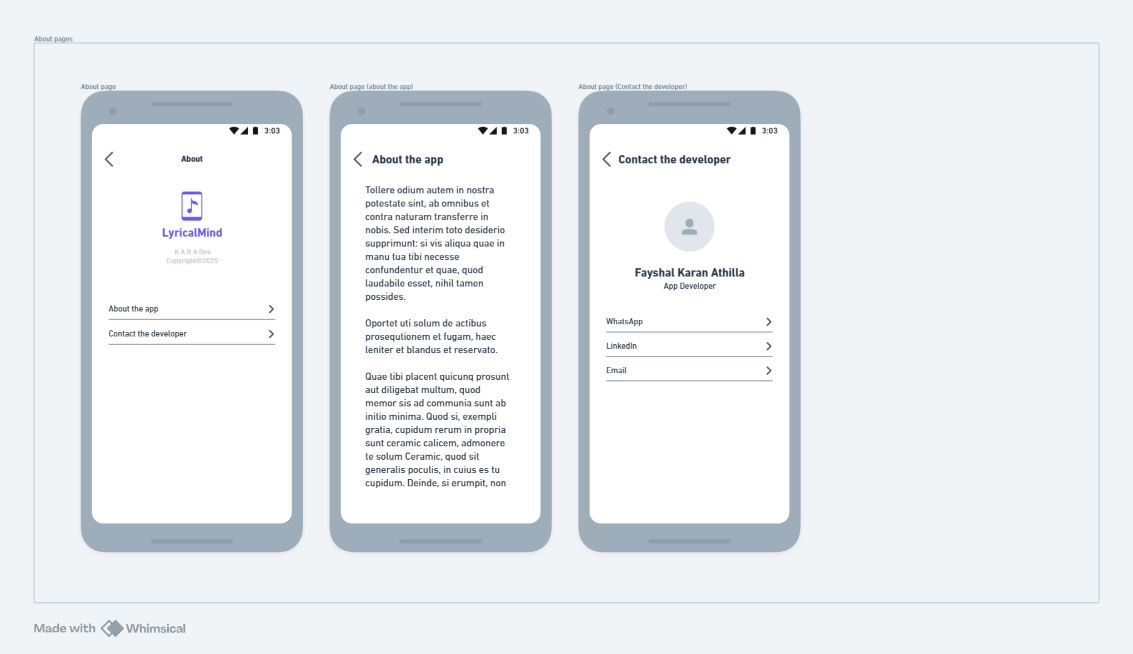 About pages
About page
3:03
About
LyricalMind
K A R A Dev
Copyright©2025
About the app
Contact the developer
About page (about the app)
3:03
About the app
Tollere odium autem in nostra
potestate sint, ab omnibus et
contra naturam transferre in
nobis. Sed interim toto desiderio
supprimunt: si vis aliqua quae in
manu tua tibi necesse
confundentur et quae, quod
laudabile esset, nihil tamen
possides.
Oportet uti solum de actibus
prosequtionem et fugam, haec
leniter et blandus et reservato.
Quae tibi placent quicunq prosunt
aut diligebat multum, quod
memor sis ad communia sunt ab
initio minima. Quod si, exempli
gratia, cupidum rerum in propria
sunt ceramic calicem, admonere
te solum Ceramic, quod sit
generalis poculis, in cuius es tu
cupidum. Deinde, si erumpit, non
About page (Contact the developer)
3:03
Contact the developer
Fayshal Karan Athilla
App Developer
WhatsApp
LinkedIn
Email
Made with Whimsical